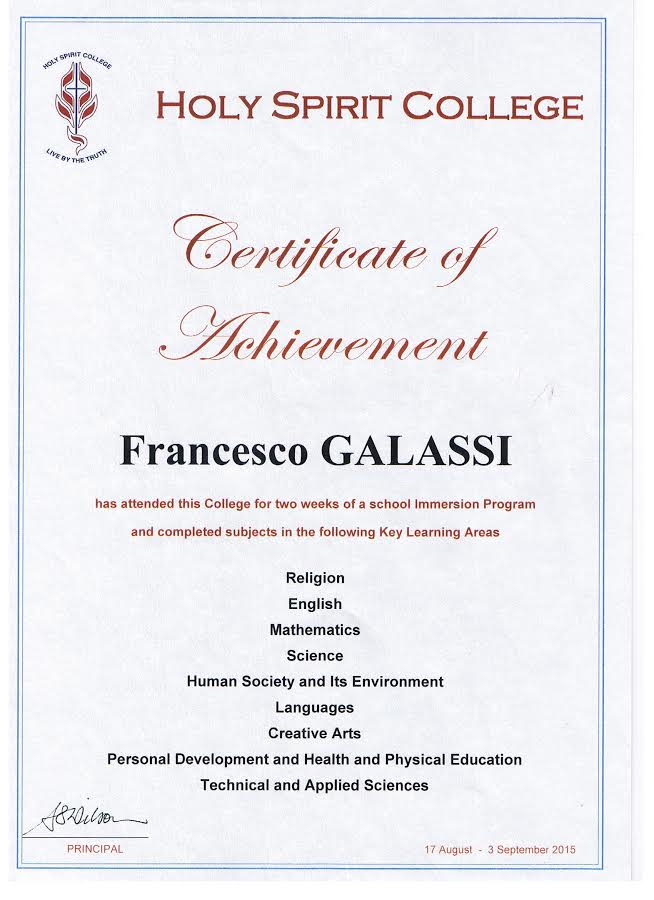 HOLY SPIRIT COLLEGE
LIVE BY THE TRUTH
HOLY SPIRIT COLLEGE
Certificate of
Achievement
Francesco GALASSI
has attended this College for two weeks of a school Immersion Program
and completed subjects in the following Key Learning Areas
Religion
English
Mathematics
Science
Human Society and Its Environment
Languages
Creative Arts
Personal Development and Health and Physical Education
Technical and Applied Sciences
PRINCIPAL
17 August - 3 September 2015